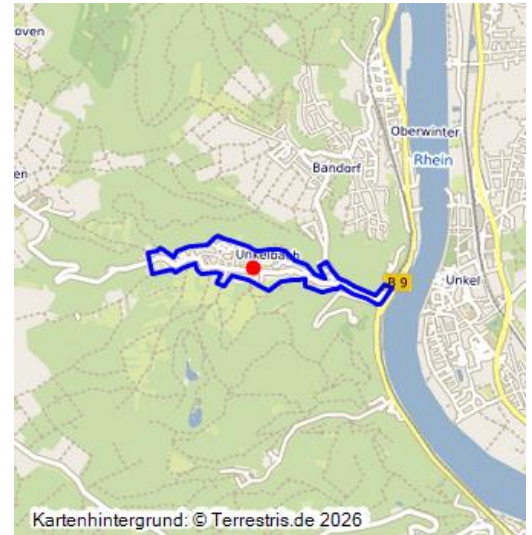 oven
Oberwinter
Rhein
Bandorf
en
Unkelbach
B 9
Unkel
Kartenhintergrund: © Terrestris.de 2026